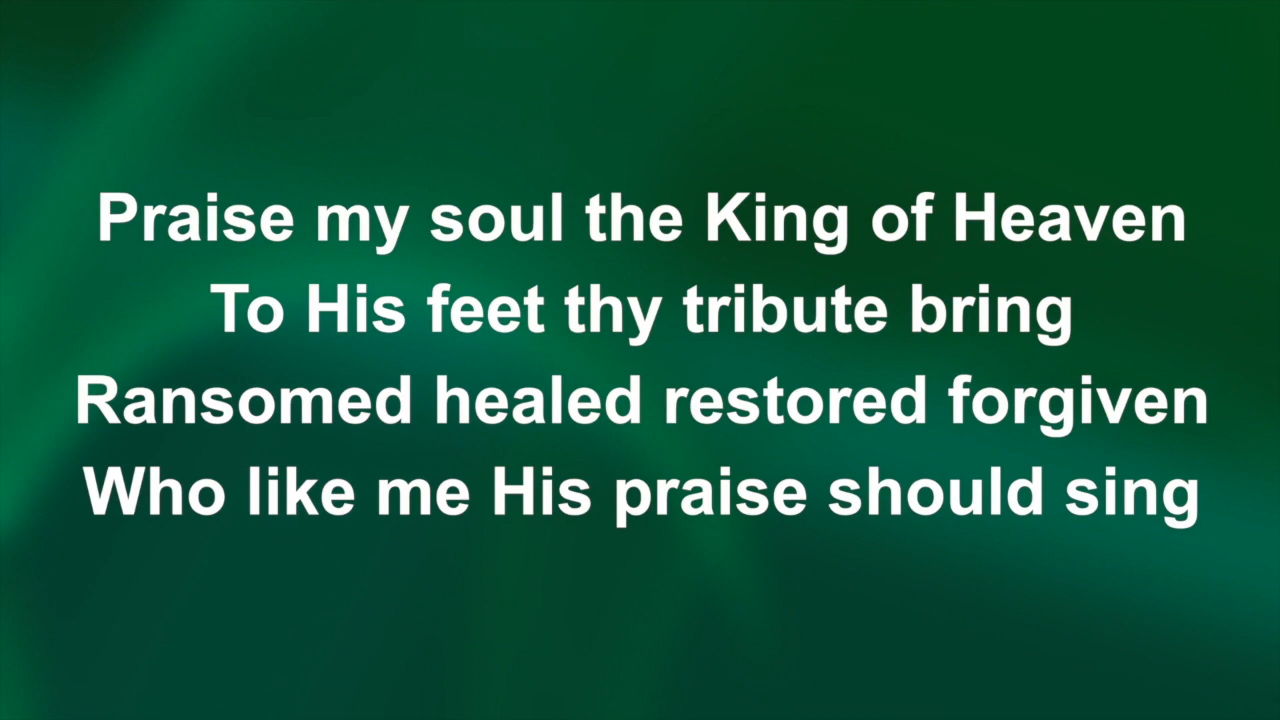 Praise my soul the King of Heaven
To His feet thy tribute bring
Ransomed healed restored forgiven
Who like me His praise should sing